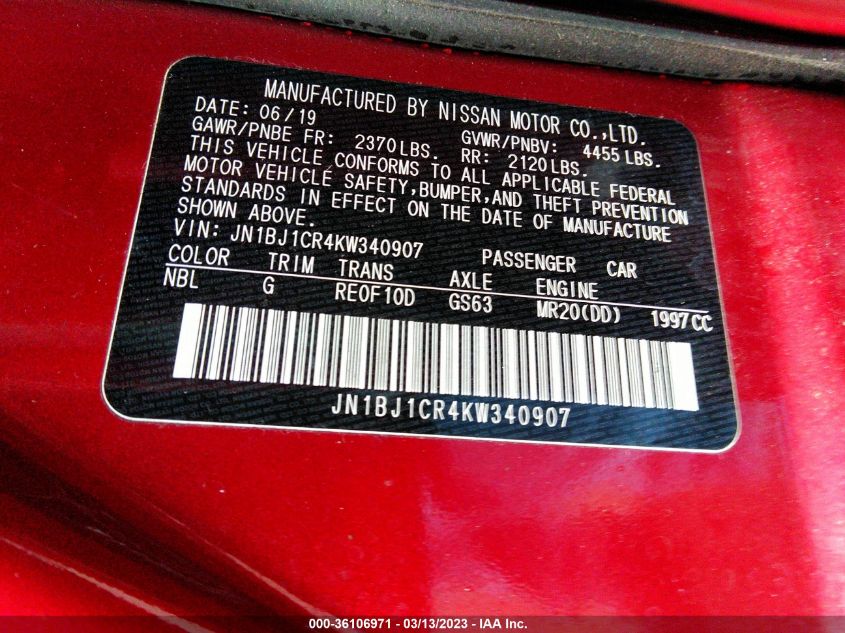 MANUFACTURED BY NISSAN MOTOR CO.,LTD.
DATE: 06/19
GAWR/PNBE FR: 2370LBS. GVWR/PNBV: 4455LBS.
RR: 2120LBS.
THIS VEHICLE CONFORMS TO ALL APPLICABLE FEDERAL
MOTOR VEHICLE SAFETY,BUMPER,AND THEFT PREVENTION
STANDARDS IN EFFECT ON THE DATE OF MANUFACTURE
SHOWN ABOVE.
VIN: JN1BJ1CR4KW340907 PASSENGER CAR
COLOR TRIM TRANS AXLE ENGINE
NBL G RE0F10D GS63 MR20(DD) 1997CC
JN1BJ1CR4KW340907
000-36106971 - 03/13/2023 - IAA Inc.